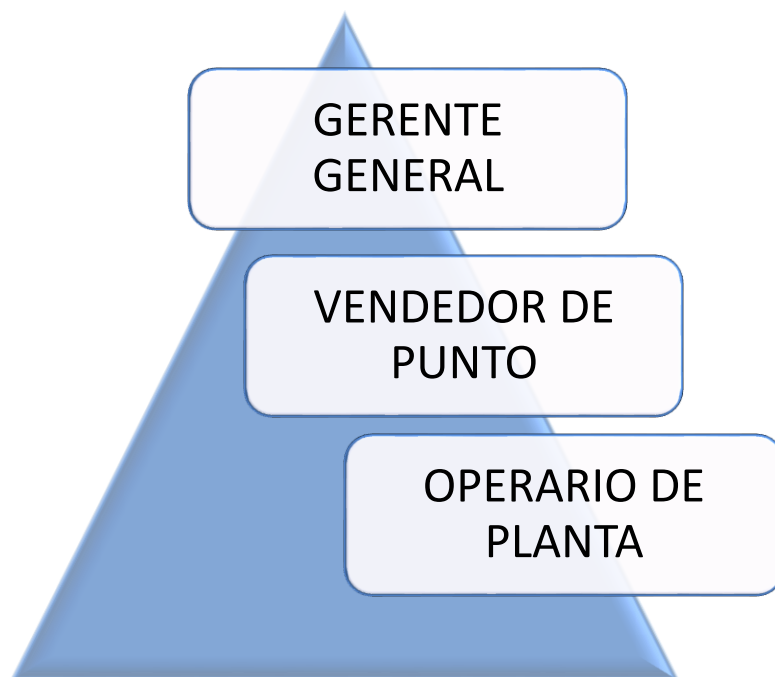 GERENTE
GENERAL
VENDEDOR DE
PUNTO
OPERARIO DE
PLANTA